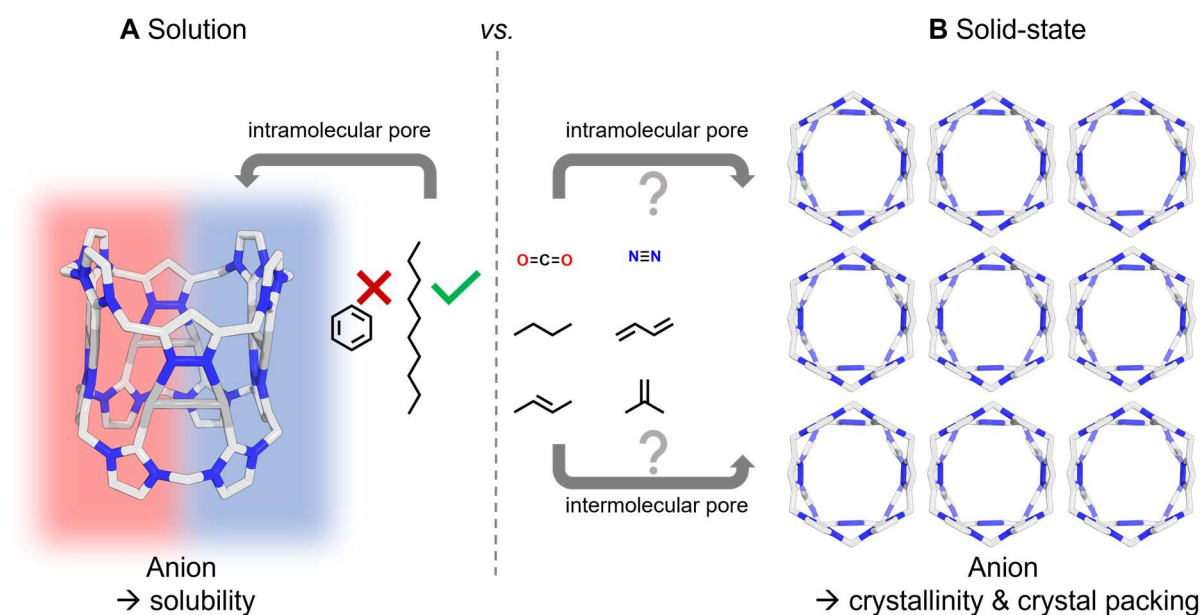 A Solution
vs.
B Solid-state
intramolecular pore
intramolecular pore
?
O=C=O
N≡N
?
intermolecular pore
Anion
→ solubility
Anion
→ crystallinity & crystal packing